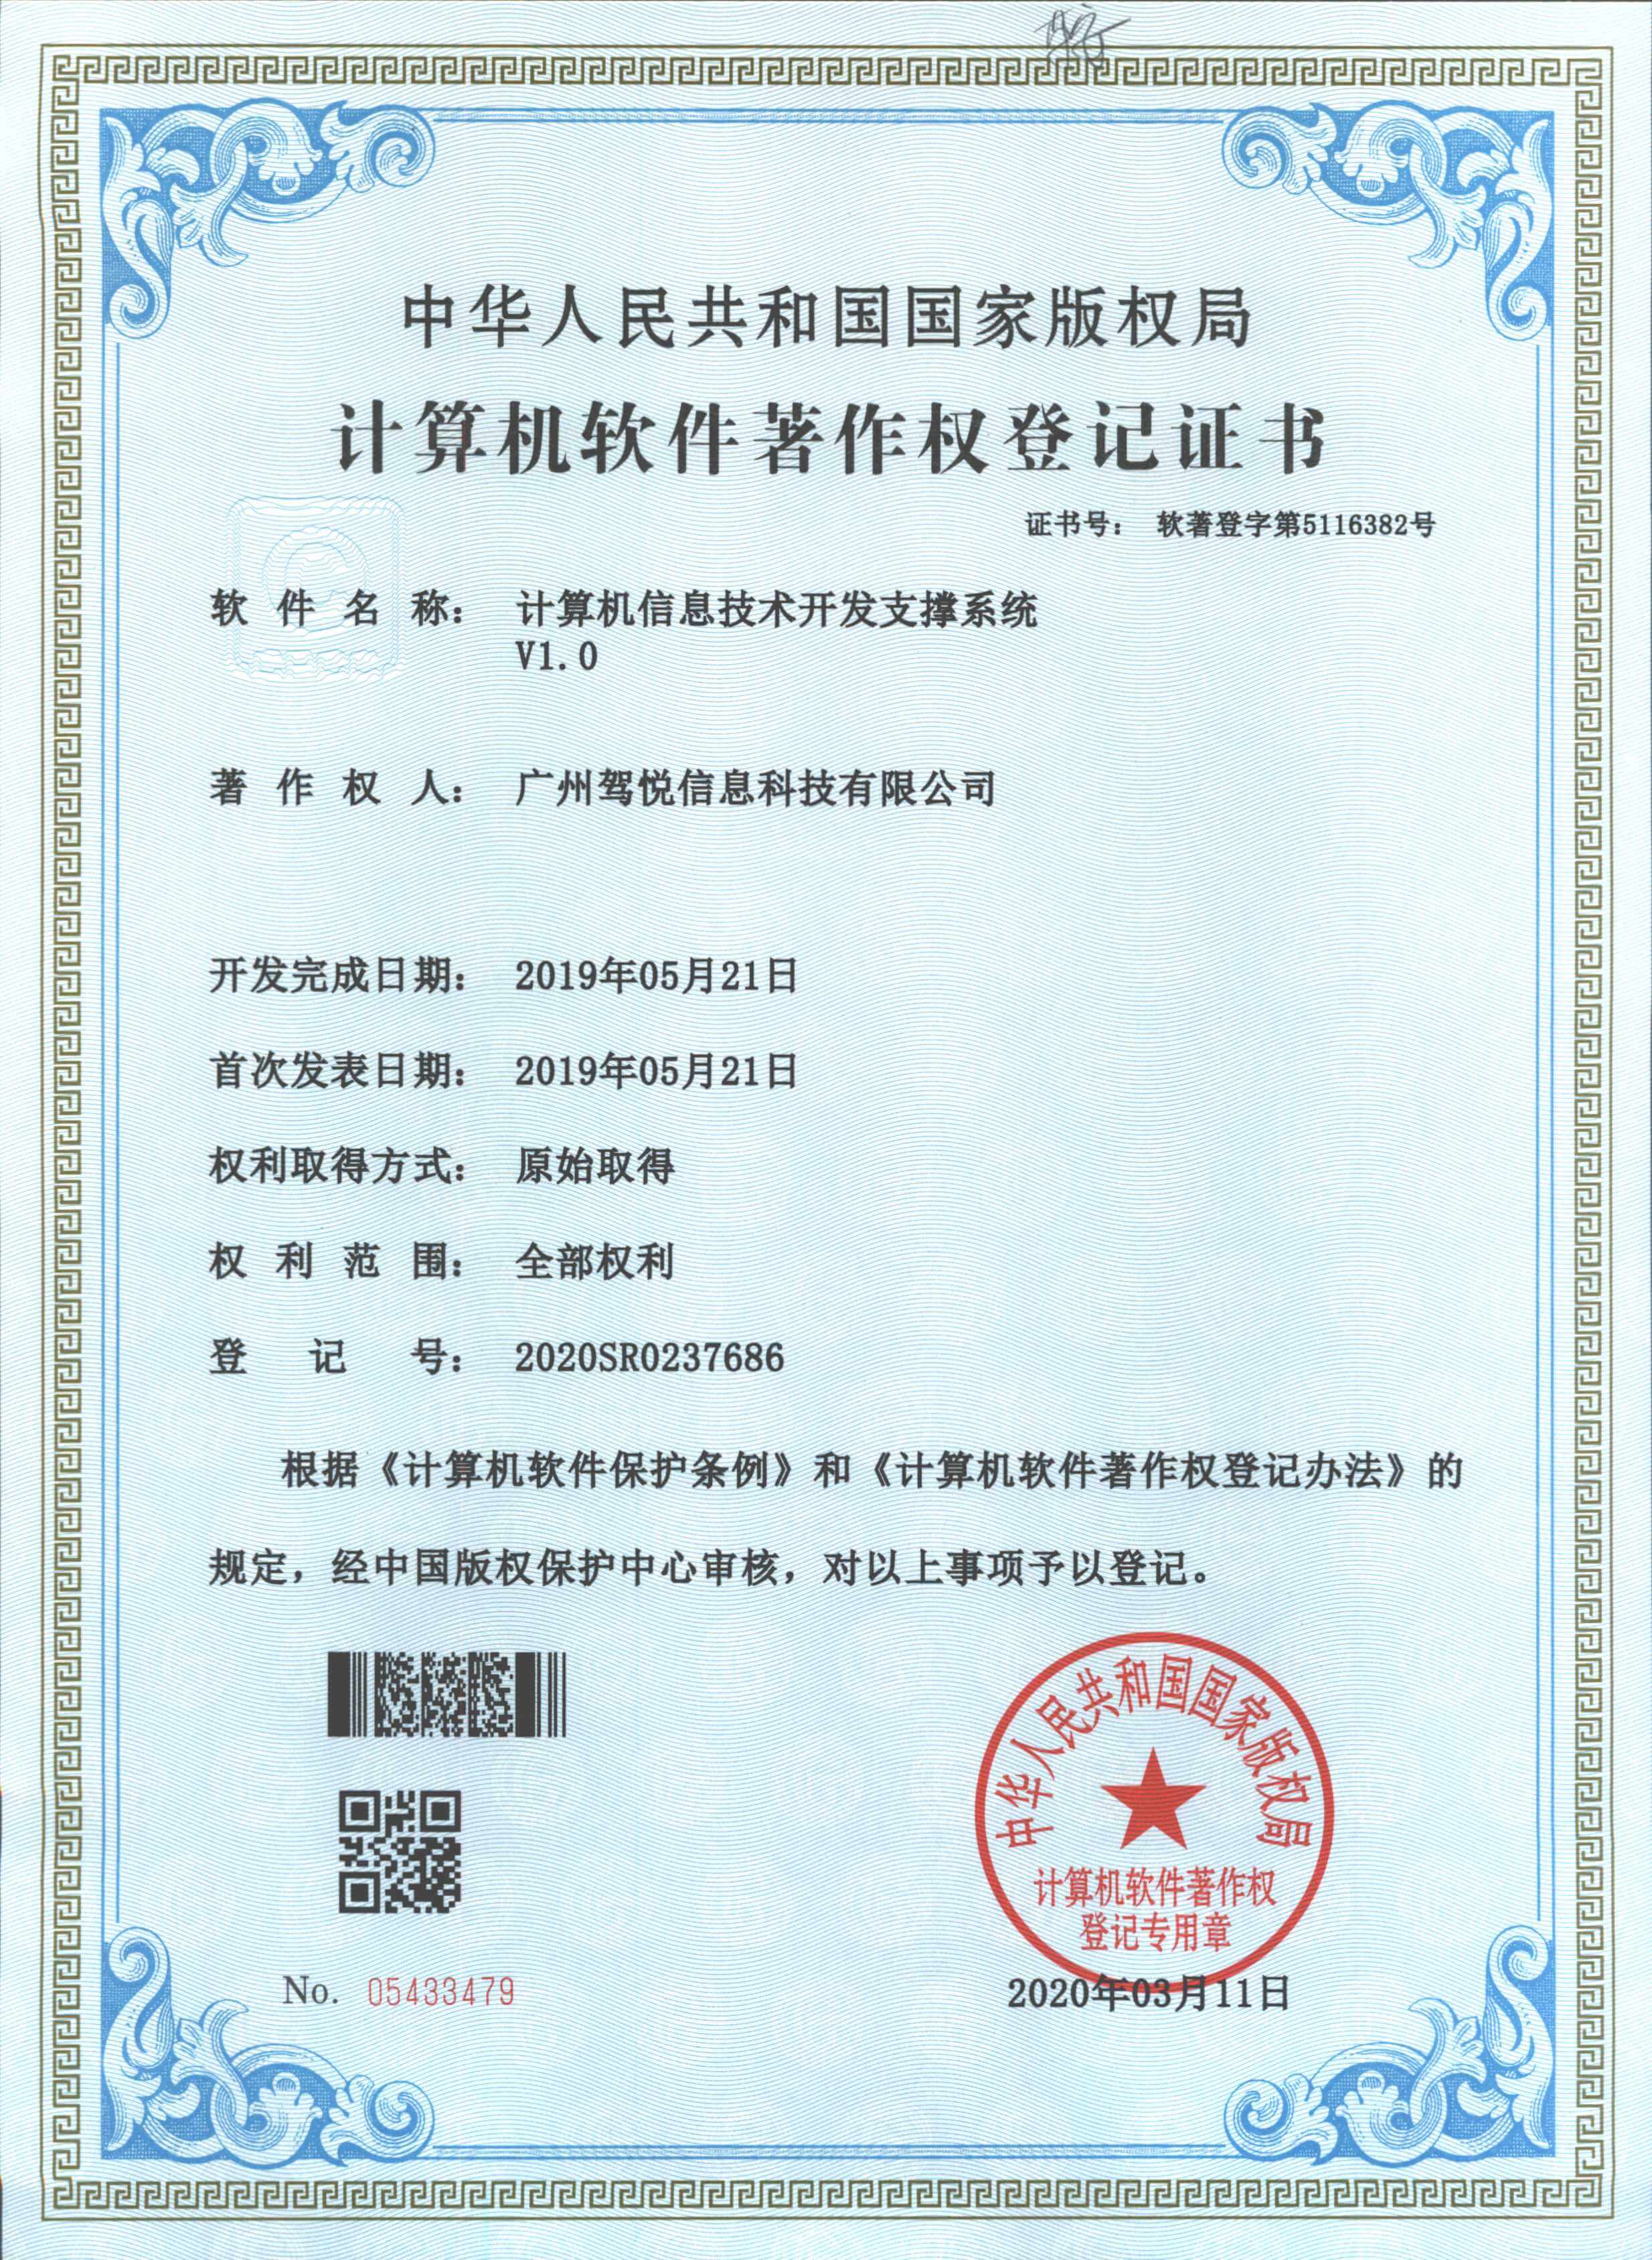 中华人民共和国国家版权局
计算机软件著作权登记证书
证书号： 软著登字第5116382号
软件名称： 计算机信息技术开发支撑系统
V1.0
著作权人： 广州驾悦信息科技有限公司
开发完成日期： 2019年05月21日
首次发表日期： 2019年05月21日
权利取得方式： 原始取得
权利范围： 全部权利
登记号： 2020SR0237686
根据《计算机软件保护条例》和《计算机软件著作权登记办法》的
规定，经中国版权保护中心审核，对以上事项予以登记。
中华人民共和国国家版权局
计算机软件著作权
登记专用章
No. 05433479
2020年03月11日